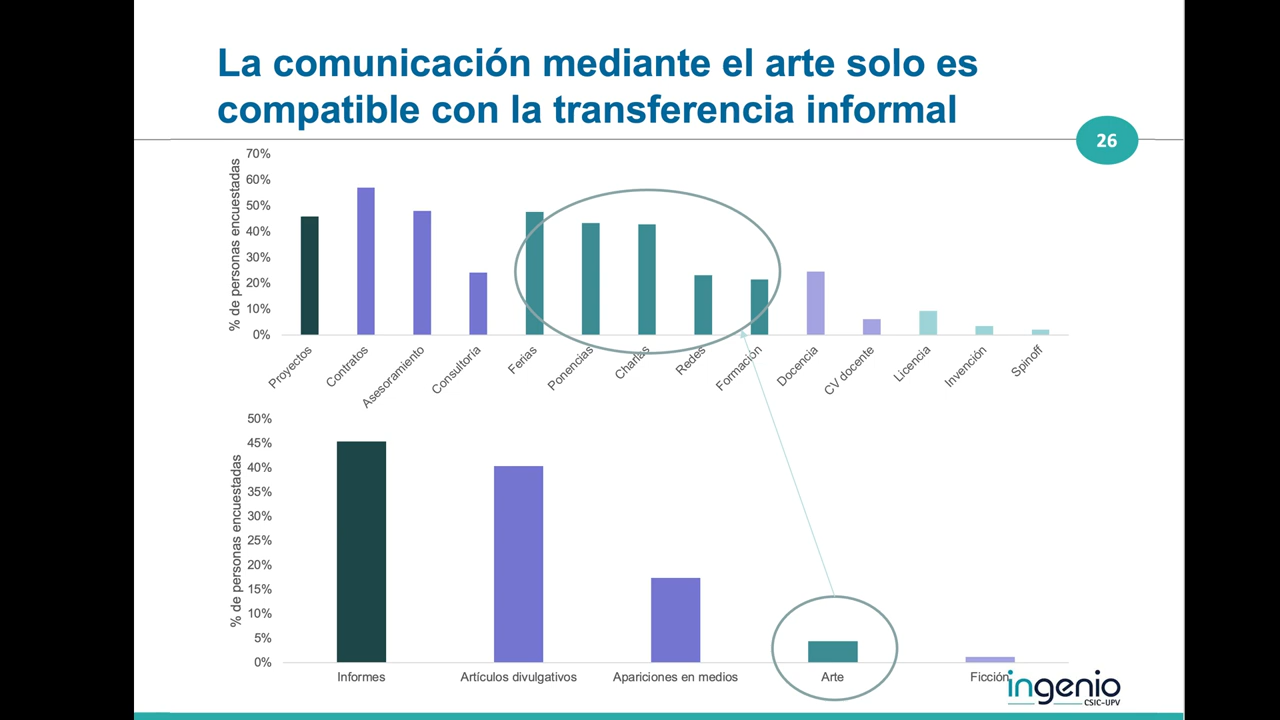 La comunicación mediante el arte solo es
compatible con la transferencia informal
26
% de personas encuestadas
70%
60%
50%
40%
30%
20%
10%
0%
Proyectos
Contratos
Asesoramiento
Consultoría
Ferias
Ponencias
Charlas
Redes
Formación
Docencia
CV docente
Licencia
Invención
Spinoff
% de personas encuestadas
50%
45%
40%
35%
30%
25%
20%
15%
10%
5%
0%
Informes
Artículos divulgativos
Apariciones en medios
Arte
Ficción
ingenio
CSIC-UPV